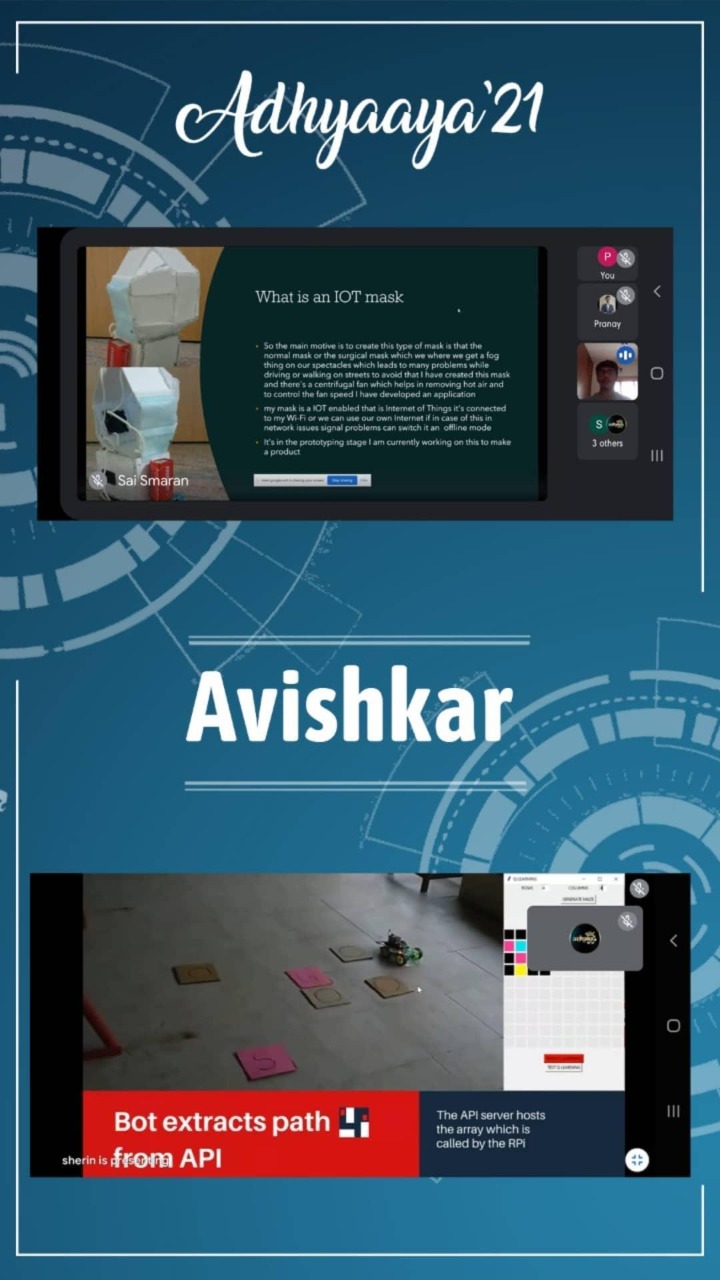 Adhyaaya'21
What is an IOT mask
So the main motive is to create this type of mask is that the
normal mask or the surgical mask which we where we get a fog
thing on our spectacles which leads to many problems while
driving or walking on streets to avoid that I have created this mask
and there's a centrifugal fan which helps in removing hot air and
to control the fan speed I have developed an application
my mask is a IOT enabled that is Internet of Things it's connected
to my Wi-Fi or we can use our own Internet if in case of this in
network issues signal problems can switch it an offline mode
It's in the prototyping stage I am currently working on this to make
a product
Sai Smaran
P
You
Pranay
S
3 others
Avishkar
ROWS
COLUMNS
GENERATE MAZE
S
TEST Q LEARNING
Bot extracts path
from API
sherin is presenting
The API server hosts
the array which is
called by the RPi